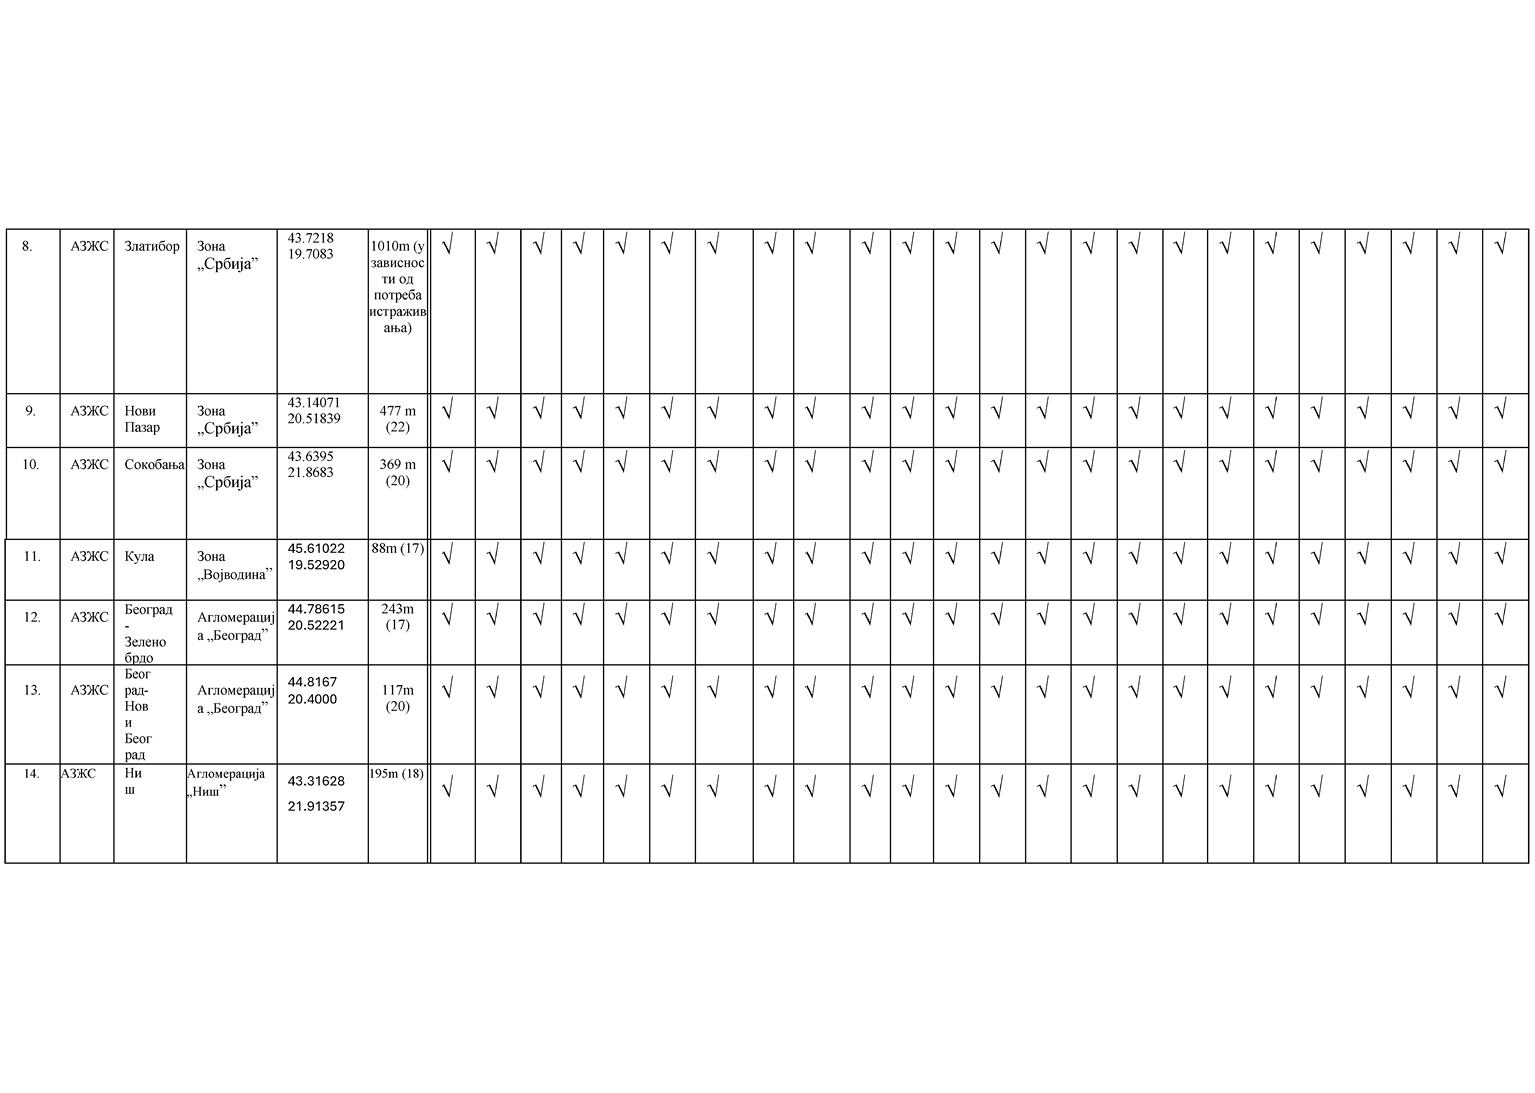 8.
АЗЖС
Златибор
Зона
„Србија”
43.7218
19.7083
1010m (у
зависнос
ти од
потреба
истражив
ања)
√ √ √ √ √ √ √ √ √ √ √ √ √ √ √ √ √ √ √ √ √ √ √ √
9.
АЗЖС
Нови
Пазар
Зона
„Србија”
43.14071
20.51839
477 m
(22)
√ √ √ √ √ √ √ √ √ √ √ √ √ √ √ √ √ √ √ √ √ √ √ √
10.
АЗЖС
Сокобања
Зона
„Србија”
43.6395
21.8683
369 m
(20)
√ √ √ √ √ √ √ √ √ √ √ √ √ √ √ √ √ √ √ √ √ √ √ √
11.
АЗЖС
Кула
Зона
„Војводина”
45.61022
19.52920
88m (17)
√ √ √ √ √ √ √ √ √ √ √ √ √ √ √ √ √ √ √ √ √ √ √ √
12.
АЗЖС
Београд
-
Зелено
брдо
Агломерациј
а „Београд”
44.78615
20.52221
243m
(17)
√ √ √ √ √ √ √ √ √ √ √ √ √ √ √ √ √ √ √ √ √ √ √ √
13.
АЗЖС
Беог
рад-
Нов
и
Беог
рад
Агломерациј
а „Београд”
44.8167
20.4000
117m
(20)
√ √ √ √ √ √ √ √ √ √ √ √ √ √ √ √ √ √ √ √ √ √ √ √
14.
АЗЖС
Ни
ш
Агломерација
„Ниш”
43.31628
21.91357
195m (18)
√ √ √ √ √ √ √ √ √ √ √ √ √ √ √ √ √ √ √ √ √ √ √ √